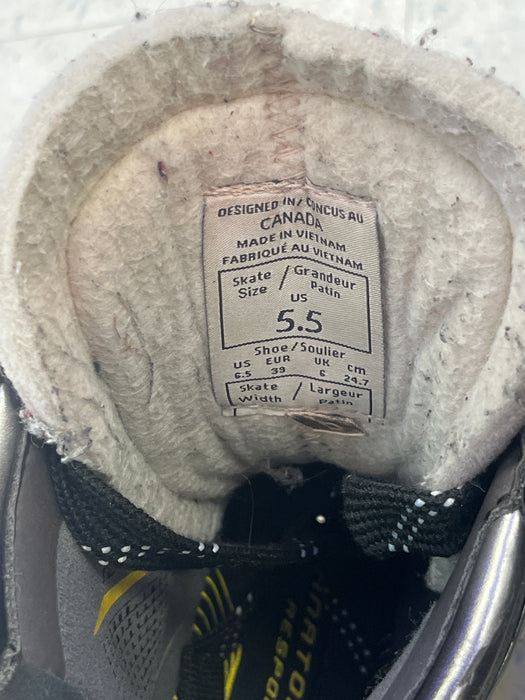 DESIGNED IN/ CONCUS AU
CANADA
MADE IN VIETNAM
FABRIQUÉ AU VIETNAM
Skate Size / Grandeur Patin
US
5.5
Shoe/Soulier
US EUR UK cm
6.5 39 6 24.7
Skate Width / Largeur Patin